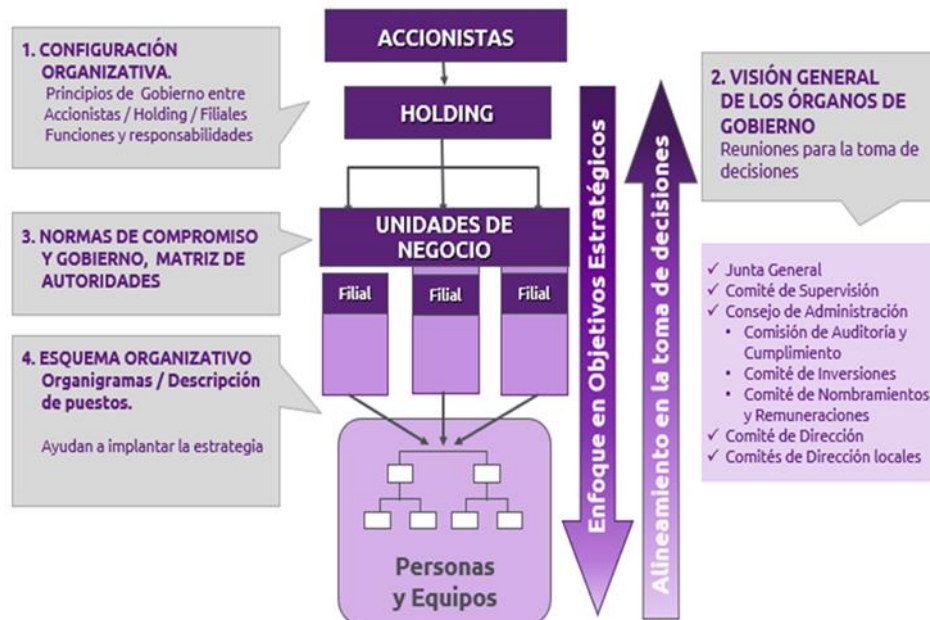 ACCIONISTAS
1. CONFIGURACIÓN
ORGANIZATIVA.
Principios de Gobierno entre
Accionistas / Holding / Filiales
Funciones y responsabilidades
HOLDING
2. VISIÓN GENERAL
DE LOS ÓRGANOS DE
GOBIERNO
Reuniones para la toma de
decisiones
3. NORMAS DE COMPROMISO
Y GOBIERNO, MATRIZ DE
AUTORIDADES
UNIDADES DE
NEGOCIO
Filial
Filial
Filial
4. ESQUEMA ORGANIZATIVO
Organigramas / Descripción
de puestos.
Ayudan a implantar la estrategia
Personas
y Equipos
Enfoque en Objetivos Estratégicos
Alineamiento en la toma de decisiones
✓ Junta General
✓ Comité de Supervisión
✓ Consejo de Administración
• Comisión de Auditoría y
Cumplimiento
• Comité de Inversiones
• Comité de Nombramientos
y Remuneraciones
✓ Comité de Dirección
✓ Comités de Dirección locales